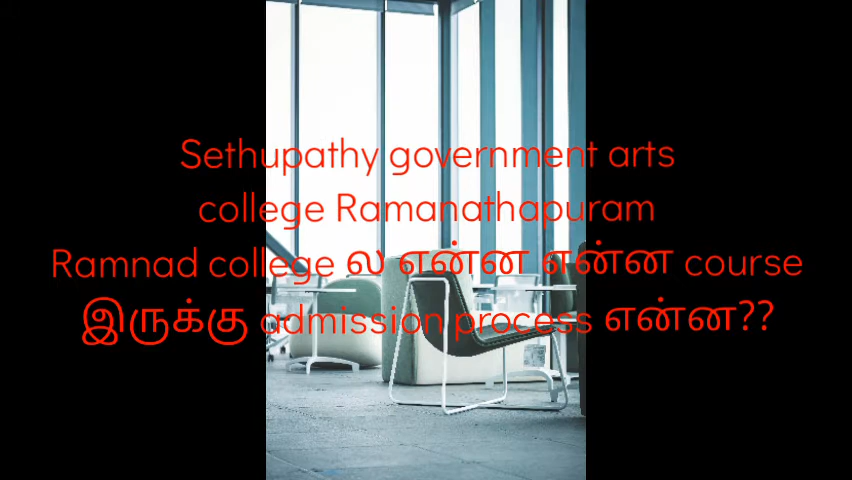 Sethupathy government arts
college Ramanathapuram
Ramnad college ல என்ன என்ன course
இருக்கு admission process என்ன??